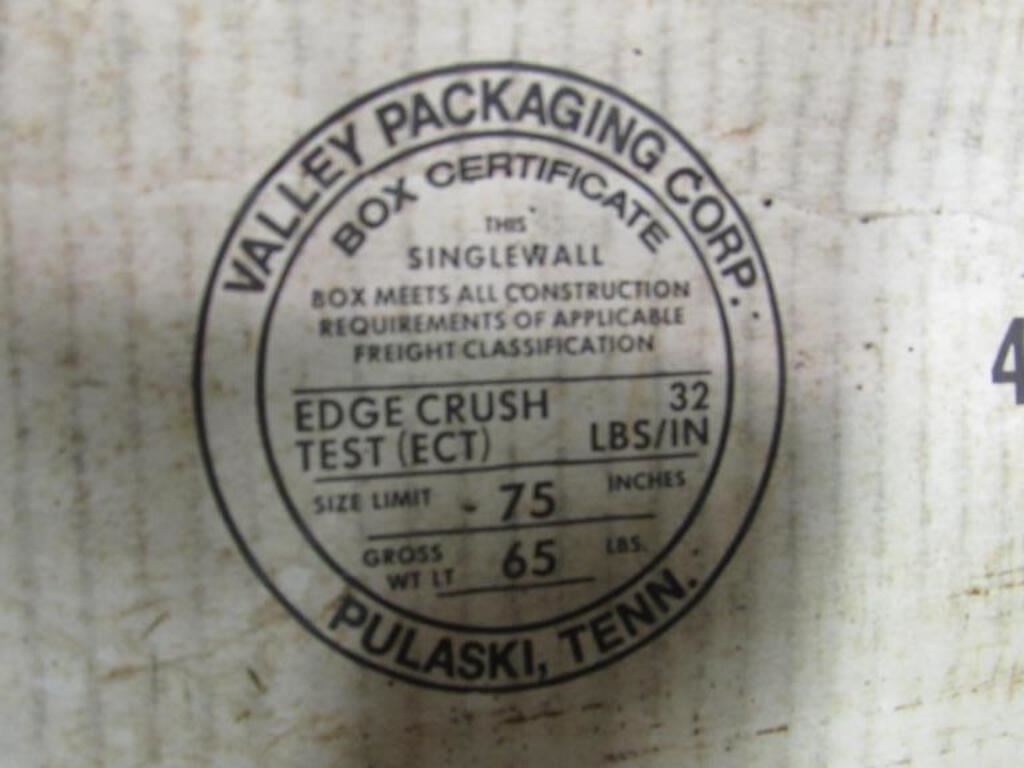 VALLEY PACKAGING CORP.
BOX CERTIFICATE
THIS
SINGLEWALL
BOX MEETS ALL CONSTRUCTION
REQUIREMENTS OF APPLICABLE
FREIGHT CLASSIFICATION
EDGE CRUSH 32
TEST (ECT) LBS/IN
SIZE LIMIT 75 INCHES
GROSS 65 LBS.
WT LT
PULASKI, TENN.
4